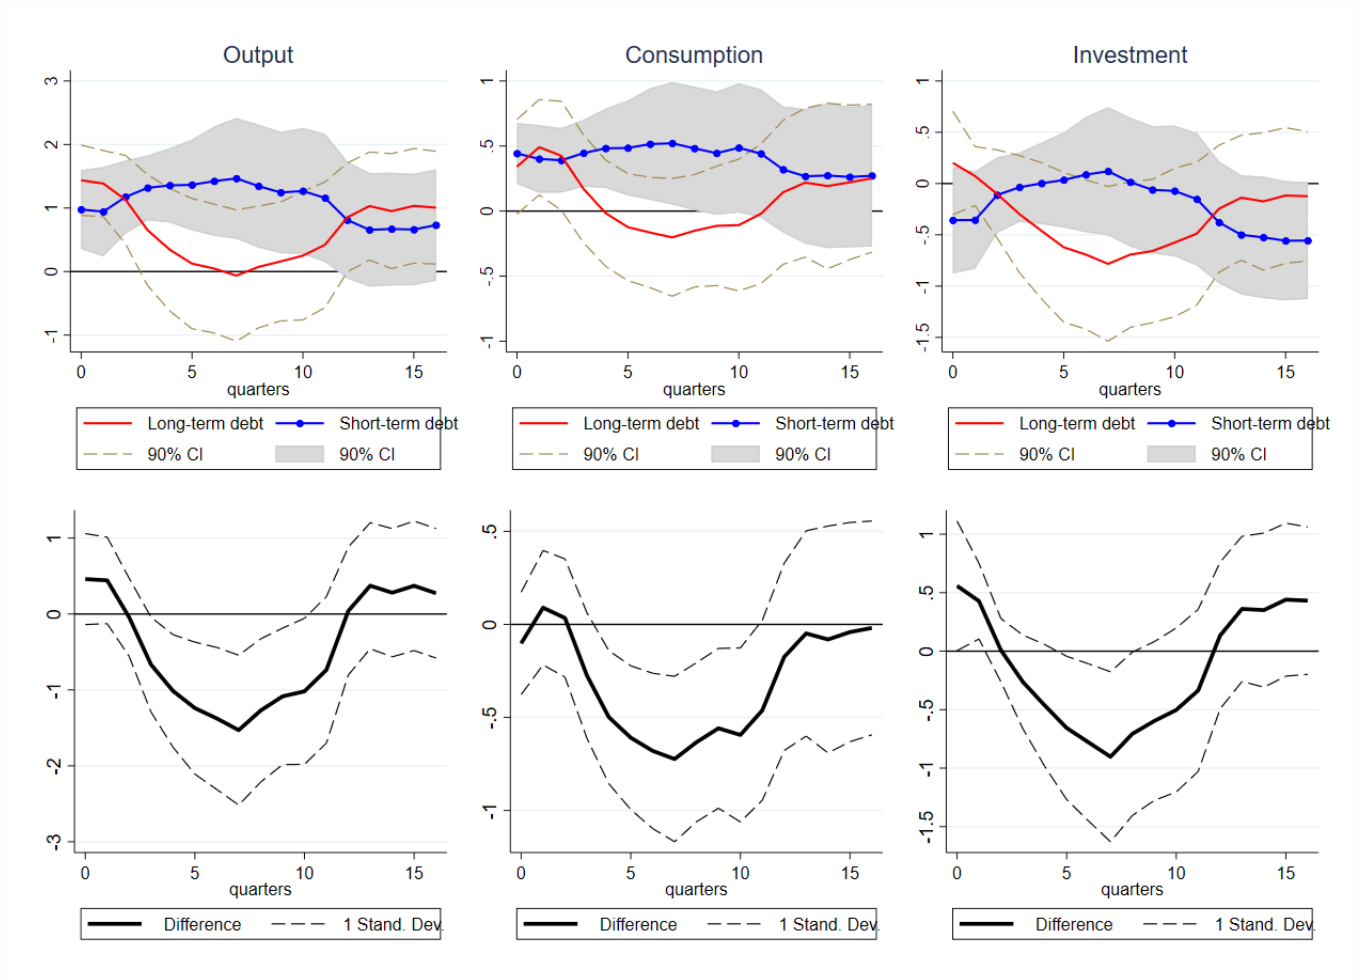 Output
Consumption
Investment
3
2
1
0
-1
0
5
10
15
quarters
1
.5
0
-.5
-1
0
5
10
15
quarters
1
.5
0
-.5
-1
-1.5
0
5
10
15
quarters
Long-term debt
Short-term debt
90% CI
90% CI
Long-term debt
Short-term debt
90% CI
90% CI
Long-term debt
Short-term debt
90% CI
90% CI
1
0
-1
-2
-3
0
5
10
15
quarters
.5
0
-.5
-1
0
5
10
15
quarters
1
.5
0
-.5
-1
-1.5
0
5
10
15
quarters
Difference
1 Stand. Dev.
Difference
1 Stand. Dev.
Difference
1 Stand. Dev.